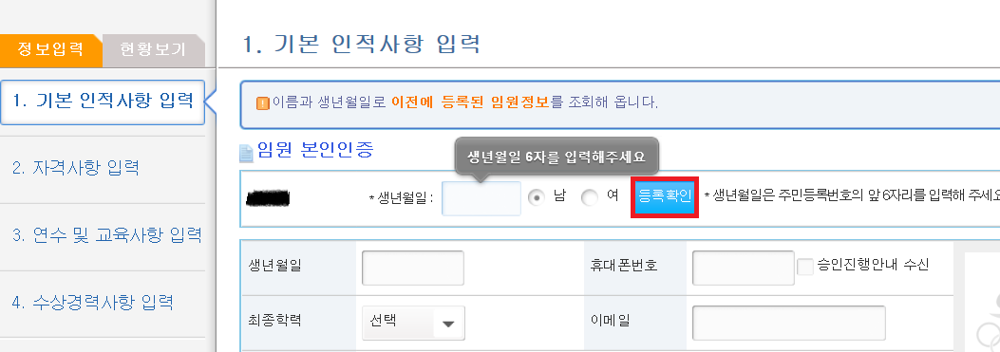 정보입력 현황보기
1. 기본 인적사항 입력
2. 자격사항 입력
3. 연수 및 교육사항 입력
4. 수상경력사항 입력
1. 기본 인적사항 입력
이름과 생년월일로 이전에 등록된 임원정보를 조회해 옵니다.
임원 본인인증
생년월일 6자를 입력해주세요
* 생년월일 : 남 여 등록확인 * 생년월일은 주민등록번호의 앞 6자리를 입력해 주세요
생년월일 휴대폰번호 승인진행안내 수신
최종학력 선택 이메일